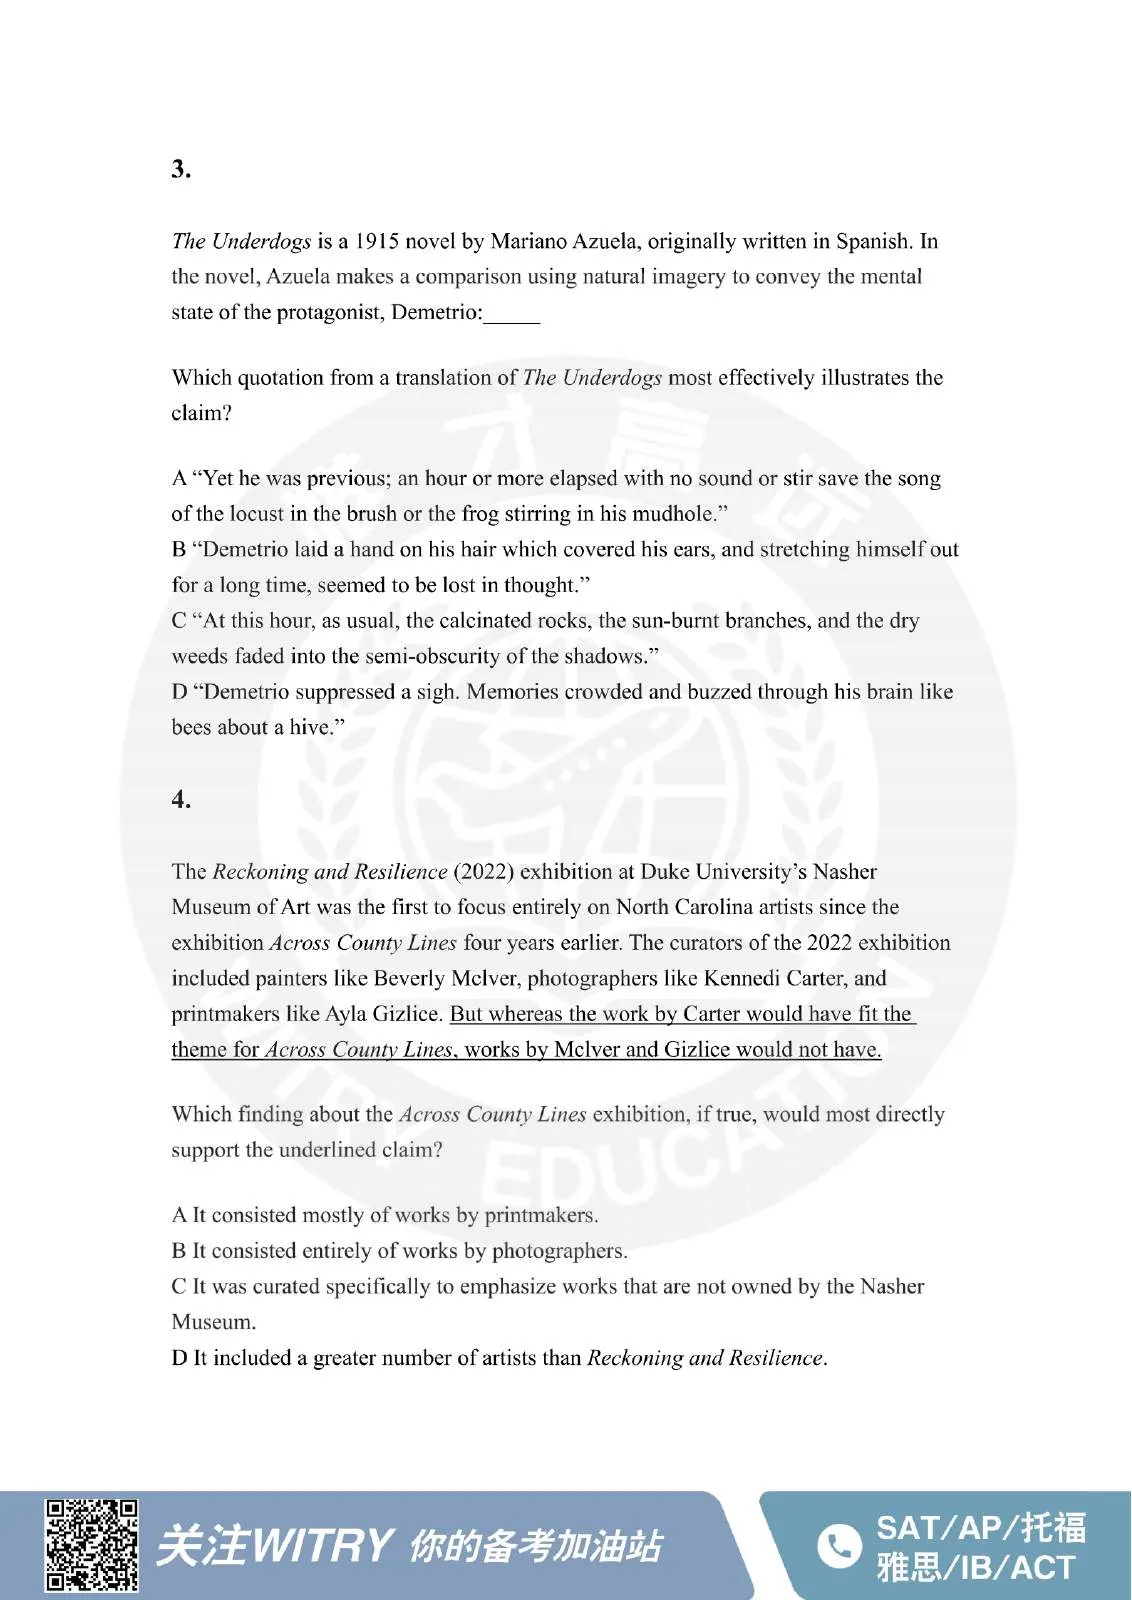 3.
The Underdogs is a 1915 novel by Mariano Azuela, originally written in Spanish. In
the novel, Azuela makes a comparison using natural imagery to convey the mental
state of the protagonist, Demetrio:_____
Which quotation from a translation of The Underdogs most effectively illustrates the
claim?
A “Yet he was previous; an hour or more elapsed with no sound or stir save the song
of the locust in the brush or the frog stirring in his mudhole.”
B “Demetrio laid a hand on his hair which covered his ears, and stretching himself out
for a long time, seemed to be lost in thought.”
C “At this hour, as usual, the calcinated rocks, the sun-burnt branches, and the dry
weeds faded into the semi-obscurity of the shadows.”
D “Demetrio suppressed a sigh. Memories crowded and buzzed through his brain like
bees about a hive.”
4.
The Reckoning and Resilience (2022) exhibition at Duke University’s Nasher
Museum of Art was the first to focus entirely on North Carolina artists since the
exhibition Across County Lines four years earlier. The curators of the 2022 exhibition
included painters like Beverly Mclver, photographers like Kennedi Carter, and
printmakers like Ayla Gizlice. But whereas the work by Carter would have fit the
theme for Across County Lines, works by Mclver and Gizlice would not have.
Which finding about the Across County Lines exhibition, if true, would most directly
support the underlined claim?
A It consisted mostly of works by printmakers.
B It consisted entirely of works by photographers.
C It was curated specifically to emphasize works that are not owned by the Nasher
Museum.
D It included a greater number of artists than Reckoning and Resilience.
WITRY EDUCATION
关注WITRY 你的备考加油站
SAT/AP/托福
雅思/IB/ACT